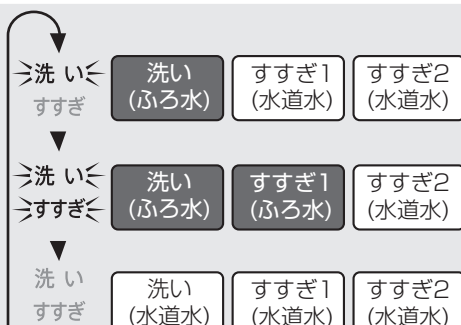 洗い 洗い すすぎ1 すすぎ2
すすぎ (ふろ水) (水道水) (水道水)
洗い 洗い すすぎ1 すすぎ2
すすぎ (ふろ水) (ふろ水) (水道水)
洗い 洗い すすぎ1 すすぎ2
すすぎ (水道水) (水道水) (水道水)